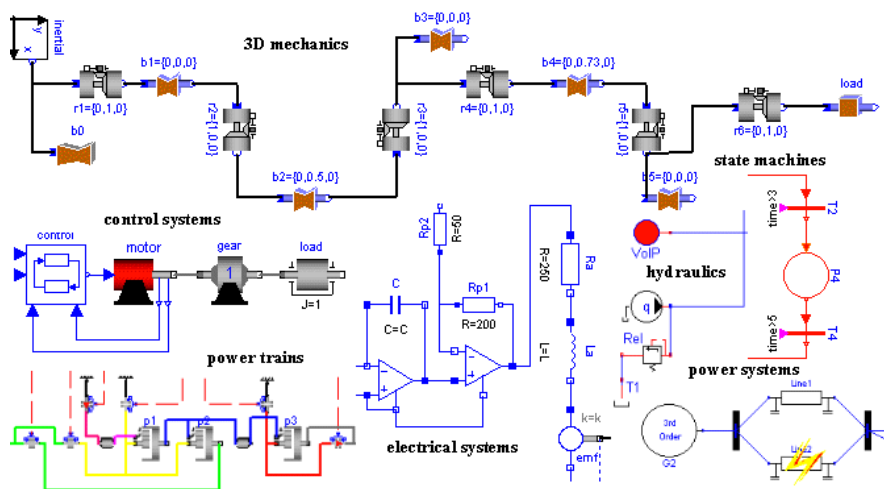 y
x
inertial
3D mechanics
b3={0,0,0}
b1={0,0,0}
b4={0,0.73,0}
load
r1={0,1,0}
r2={1,0,0}
r3={1,0,0}
r4={0,1,0}
r5={1,0,0}
r6={0,1,0}
b0
b2={0,0.5,0}
b5={0,0,0}
state machines
time>3
T2
P4
time>5
T4
control systems
control
motor
gear
load
1
J=1
Rp2
R=50
C
C=C
Rp1
R=200
R=250
Ra
L=L
La
k=k
emf
electrical systems
VolP
hydraulics
q
Rel
T1
power trains
p1
p2
p3
power systems
3rd
Order
G2
Line1
Line2